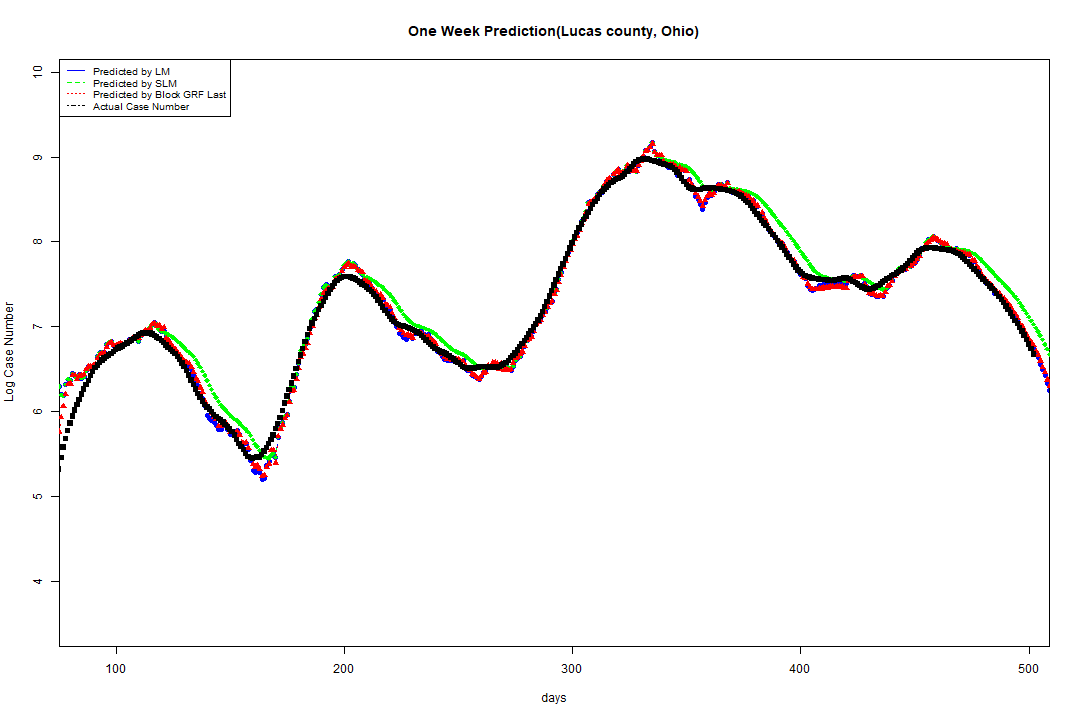 One Week Prediction(Lucas county, Ohio)
Predicted by LM
Predicted by SLM
Predicted by Block GRF Last
Actual Case Number
10
9
8
7
6
5
4
Log Case Number
100 200 300 400 500
days